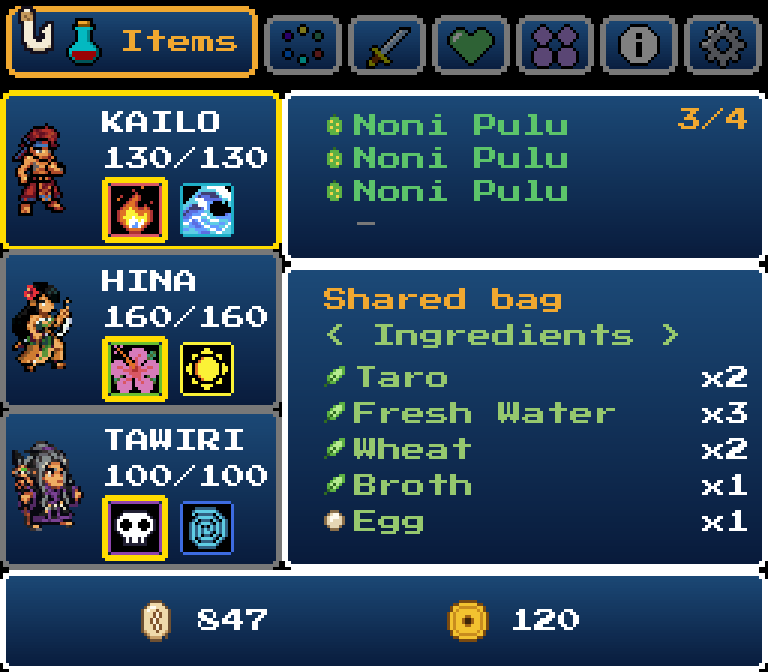 Items
KAILO
130/130
HINA
160/160
TAWIRI
100/100
3/4
Noni Pulu
Noni Pulu
Noni Pulu
Shared bag
< Ingredients >
Taro x2
Fresh Water x3
Wheat x2
Broth x1
Egg x1
847
120